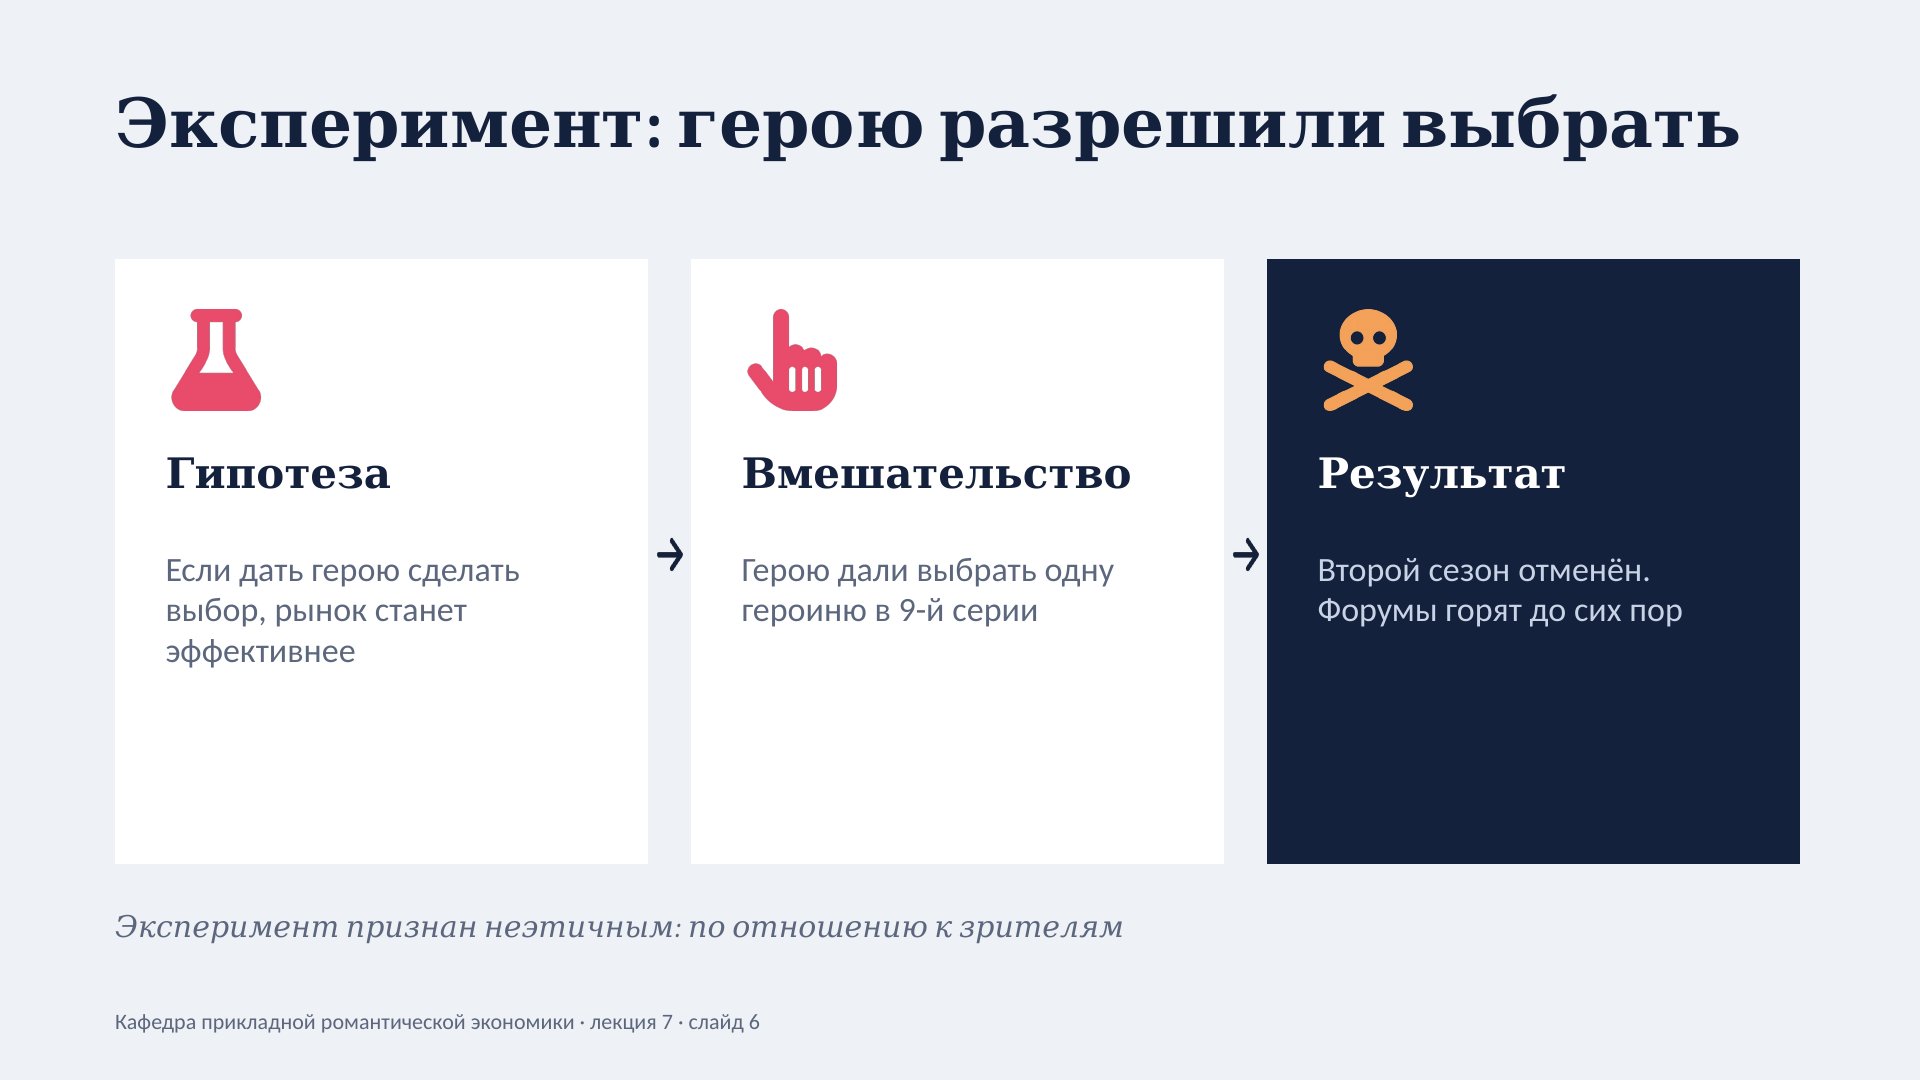 Эксперимент: герою разрешили выбрать
Гипотеза
Если дать герою сделать
выбор, рынок станет
эффективнее
→
Вмешательство
Герою дали выбрать одну
героиню в 9-й серии
→
Результат
Второй сезон отменён.
Форумы горят до сих пор
Эксперимент признан неэтичным: по отношению к зрителям
Кафедра прикладной романтической экономики · лекция 7 · слайд 6